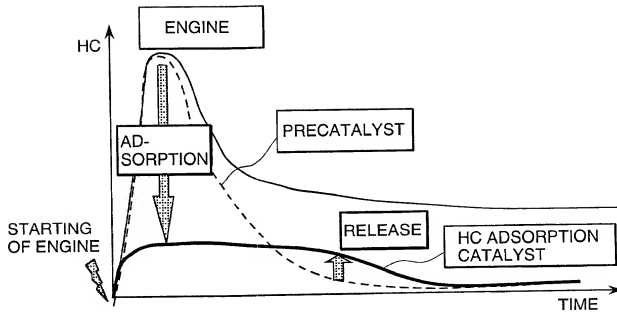 ENGINE
HC
PRECATALYST
AD-
SORPTION
STARTING
OF ENGINE
RELEASE
HC ADSORPTION
CATALYST
TIME